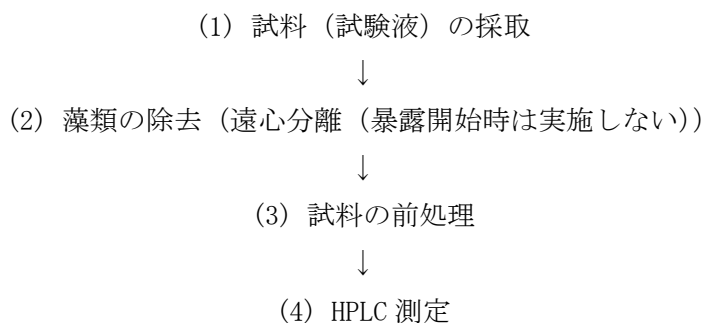 (1) 試料（試験液）の採取
↓
(2) 藻類の除去（遠心分離（暴露開始時は実施しない））
↓
(3) 試料の前処理
↓
(4) HPLC 測定